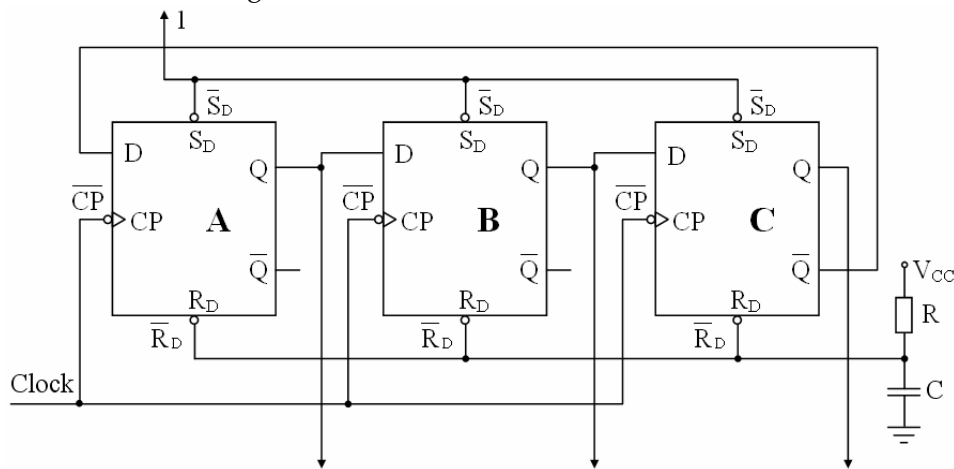 1
S̅D S̅D S̅D
D SD Q D SD Q D SD Q
C̅P̅ CP A C̅P̅ CP B C̅P̅ CP C
Q̅ Q̅ Q̅ VCC
RD RD RD R
R̅D R̅D R̅D
Clock C